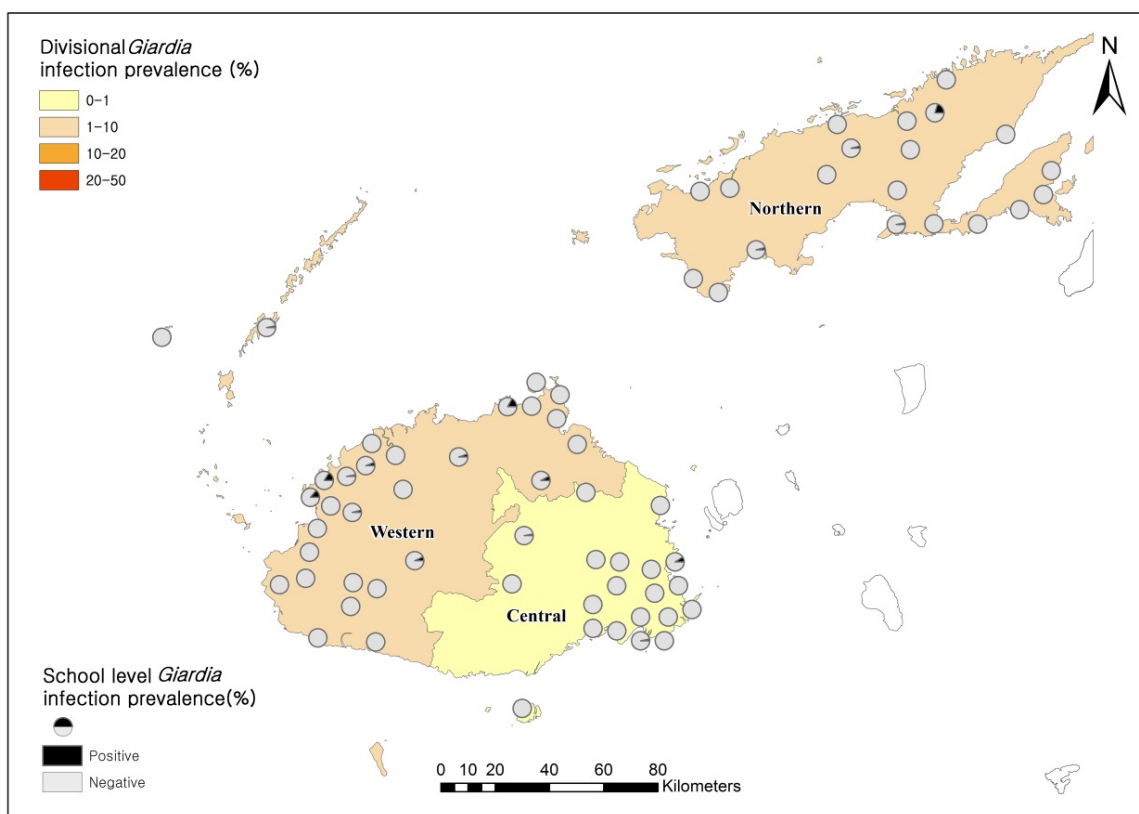 Divisional Giardia
infection prevalence (%)
0-1
1-10
10-20
20-50
N
Northern
Western
Central
School level Giardia
infection prevalence(%)
Positive
Negative
0 10 20 40 60 80
Kilometers